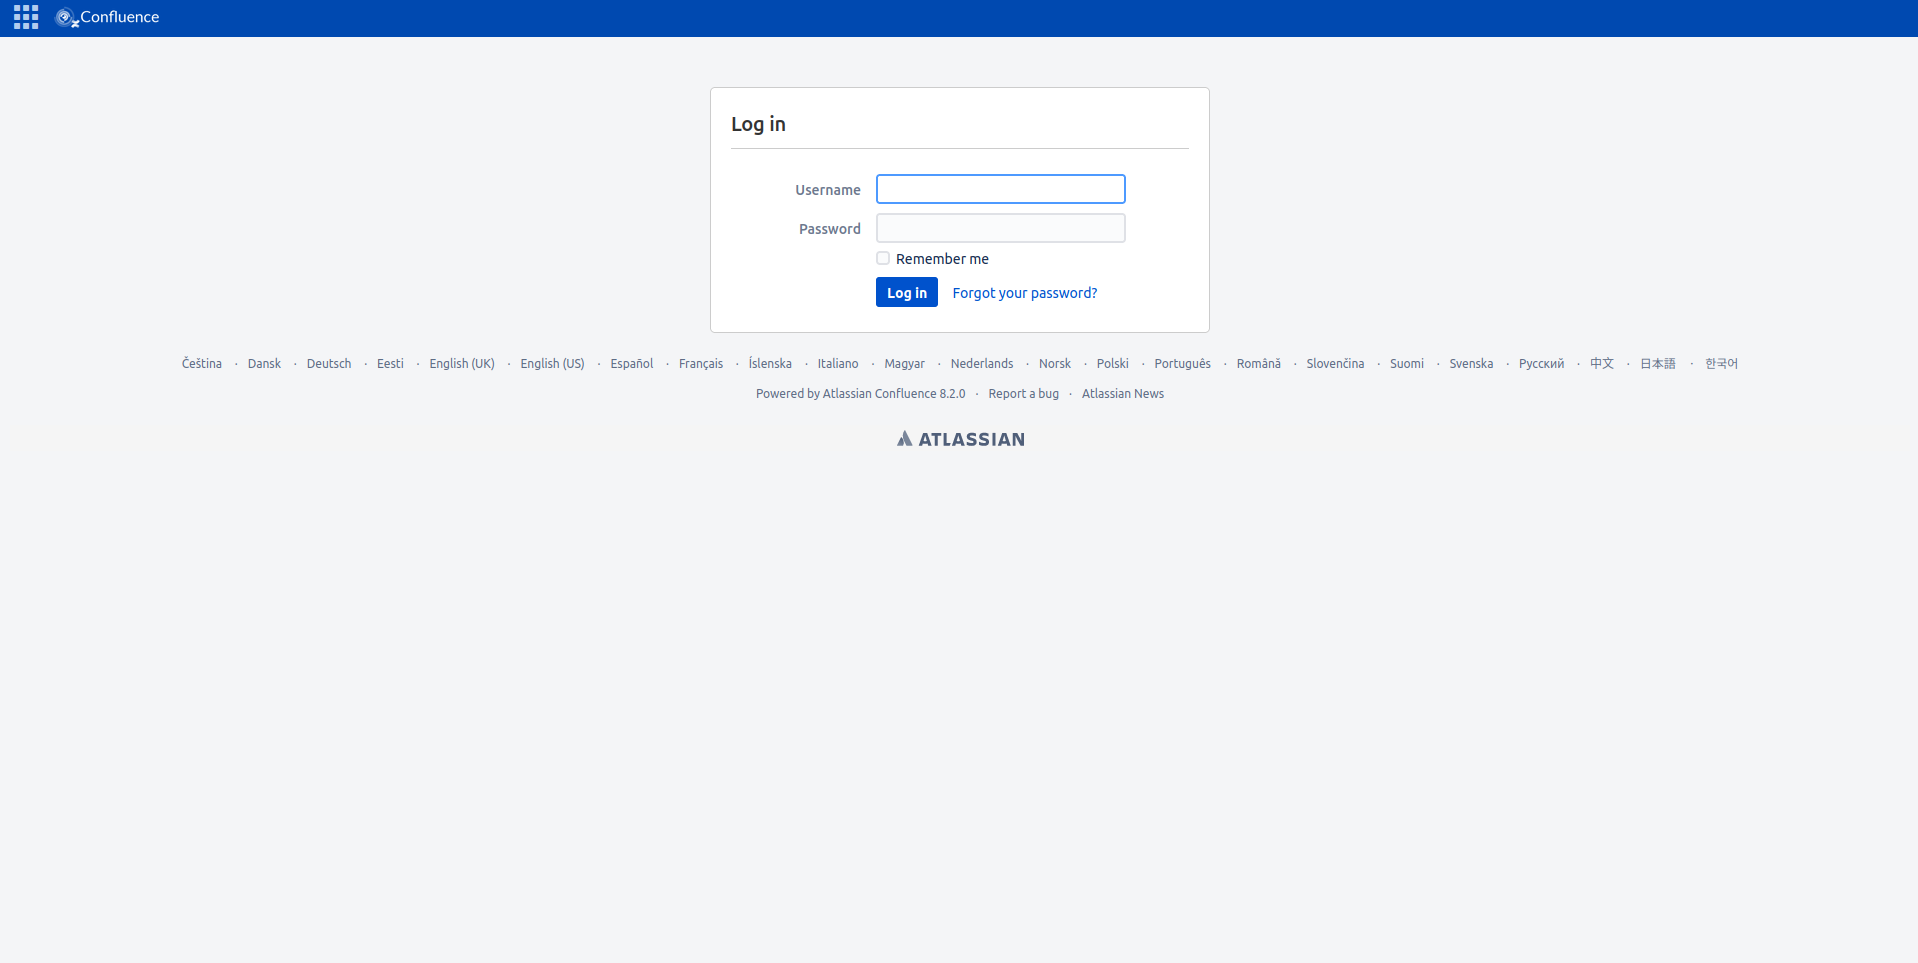 Confluence
Log in
Username
Password
Remember me
Log in Forgot your password?
Čeština · Dansk · Deutsch · Eesti · English (UK) · English (US) · Español · Français · Íslenska · Italiano · Magyar · Nederlands · Norsk · Polski · Português · Română · Slovenčina · Suomi · Svenska · Русский · 中文 · 日本語 · 한국어
Powered by Atlassian Confluence 8.2.0 · Report a bug · Atlassian News
ATLASSIAN